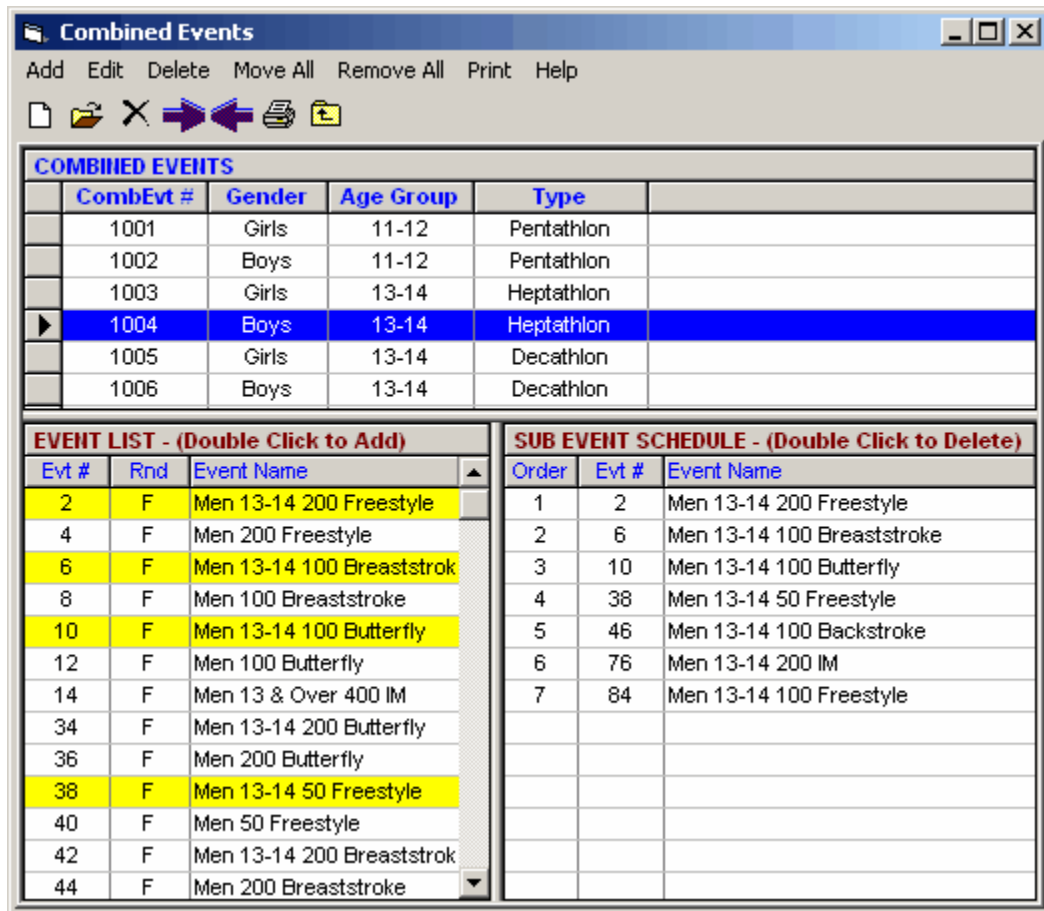 Combined Events
Add Edit Delete Move All Remove All Print Help
COMBINED EVENTS
CombEvt # Gender Age Group Type
1001 Girls 11-12 Pentathlon
1002 Boys 11-12 Pentathlon
1003 Girls 13-14 Heptathlon
1004 Boys 13-14 Heptathlon
1005 Girls 13-14 Decathlon
1006 Boys 13-14 Decathlon
EVENT LIST - (Double Click to Add)
Evt # Rnd Event Name
2 F Men 13-14 200 Freestyle
4 F Men 200 Freestyle
6 F Men 13-14 100 Breaststrok
8 F Men 100 Breaststroke
10 F Men 13-14 100 Butterfly
12 F Men 100 Butterfly
14 F Men 13 & Over 400 IM
34 F Men 13-14 200 Butterfly
36 F Men 200 Butterfly
38 F Men 13-14 50 Freestyle
40 F Men 50 Freestyle
42 F Men 13-14 200 Breaststrok
44 F Men 200 Breaststroke
SUB EVENT SCHEDULE - (Double Click to Delete)
Order Evt # Event Name
1 2 Men 13-14 200 Freestyle
2 6 Men 13-14 100 Breaststroke
3 10 Men 13-14 100 Butterfly
4 38 Men 13-14 50 Freestyle
5 46 Men 13-14 100 Backstroke
6 76 Men 13-14 200 IM
7 84 Men 13-14 100 Freestyle